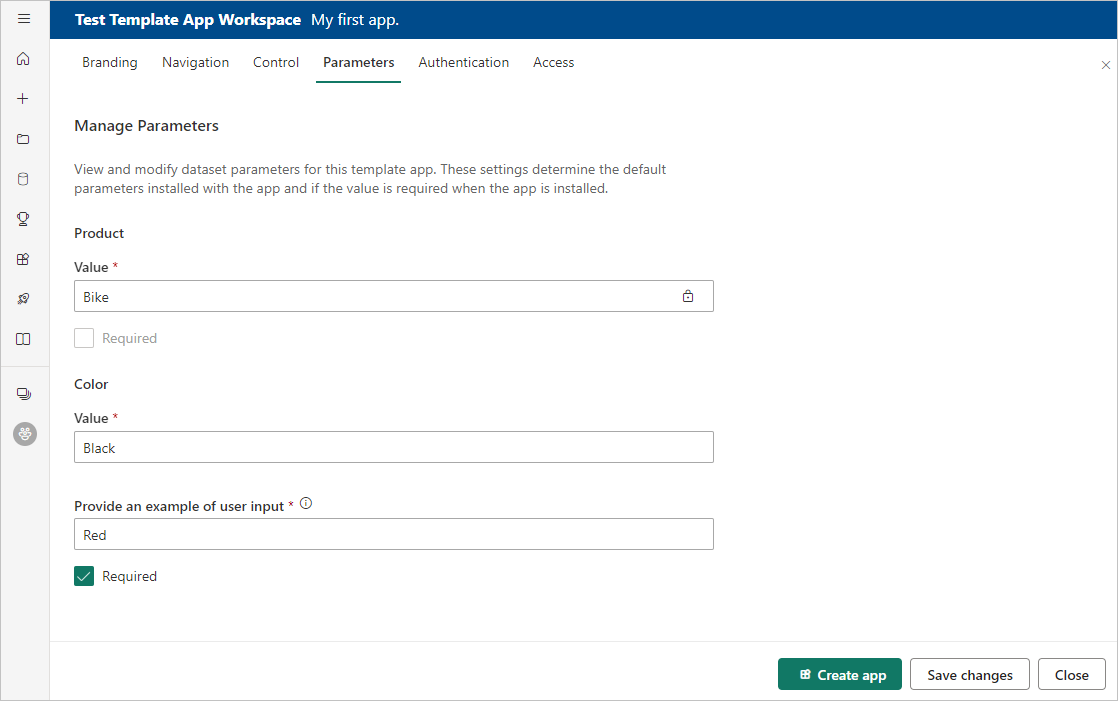 Test Template App Workspace My first app.
Branding Navigation Control Parameters Authentication Access
Manage Parameters
View and modify dataset parameters for this template app. These settings determine the default
parameters installed with the app and if the value is required when the app is installed.
Product
Value *
Bike
Required
Color
Value *
Black
Provide an example of user input *
Red
Required
Create app Save changes Close